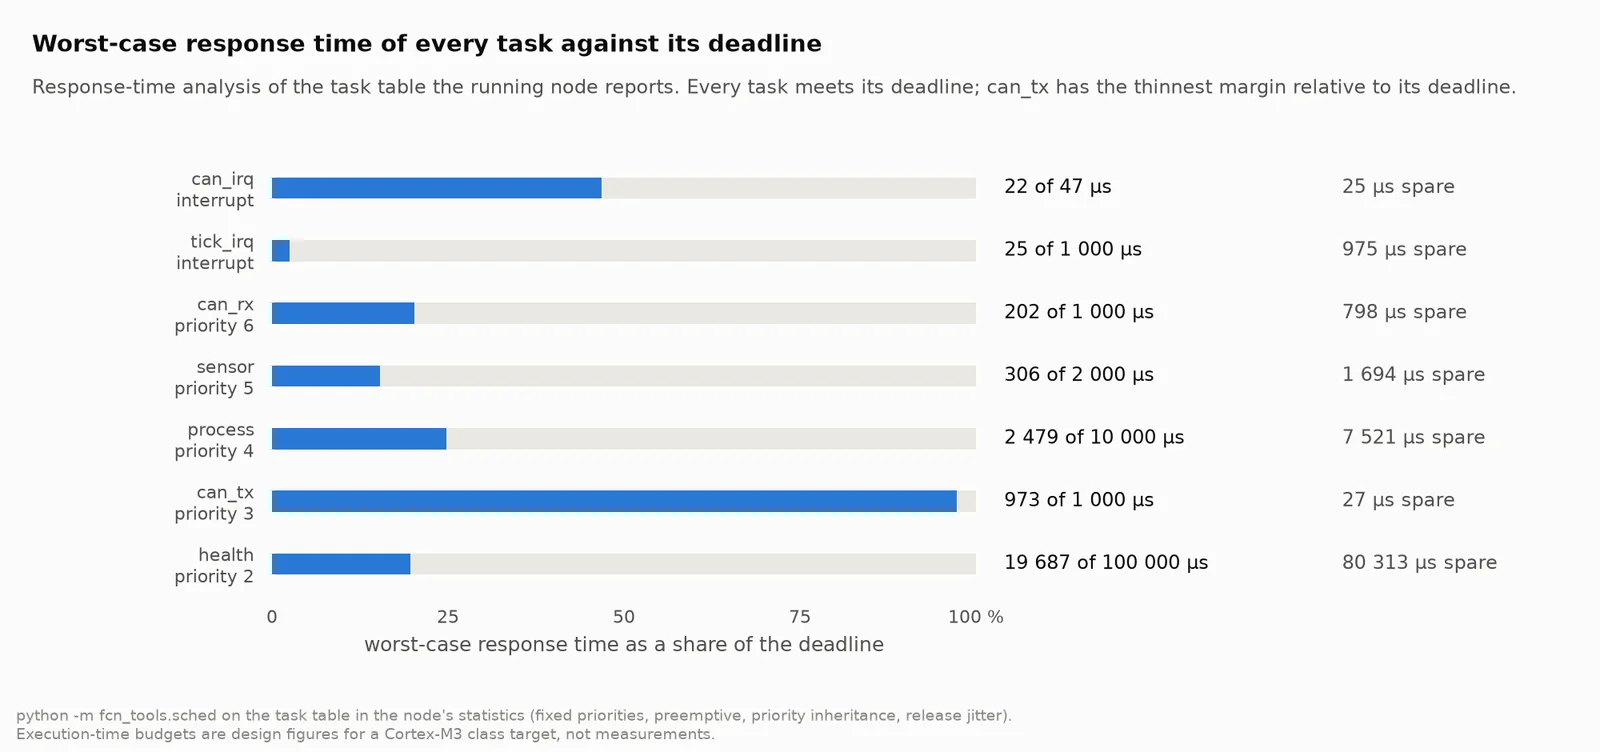 Worst-case response time of every task against its deadline
Response-time analysis of the task table the running node reports. Every task meets its deadline; can_tx has the thinnest margin relative to its deadline.
can_irq
interrupt
22 of 47 µs
25 µs spare
tick_irq
interrupt
25 of 1 000 µs
975 µs spare
can_rx
priority 6
202 of 1 000 µs
798 µs spare
sensor
priority 5
306 of 2 000 µs
1 694 µs spare
process
priority 4
2 479 of 10 000 µs
7 521 µs spare
can_tx
priority 3
973 of 1 000 µs
27 µs spare
health
priority 2
19 687 of 100 000 µs
80 313 µs spare
0 25 50 75 100 %
worst-case response time as a share of the deadline
python -m fcn_tools.sched on the task table in the node's statistics (fixed priorities, preemptive, priority inheritance, release jitter).
Execution-time budgets are design figures for a Cortex-M3 class target, not measurements.